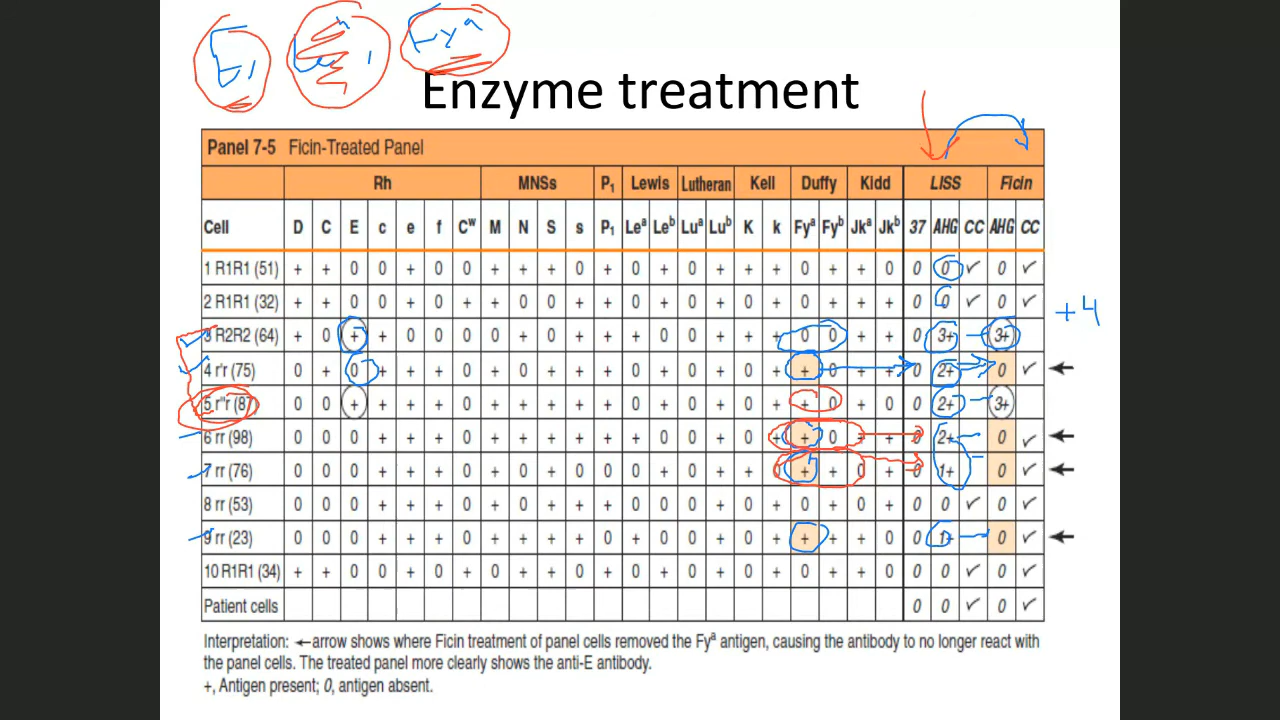 E,
Fyª
Enzyme treatment
Panel 7-5 Ficin-Treated Panel
Rh MNSs P₁ Lewis Lutheran Kell Duffy Kidd LISS Ficin
Cell D C E c e f Cʷ M N S s P₁ Leª Leᵇ Luª Luᵇ K k Fyª Fyᵇ Jkª Jkᵇ 37 AHG CC AHG CC
1 R1R1 (51) + + 0 0 + 0 0 + + + 0 + 0 + 0 + + + 0 + + 0 0 0 ✓ 0 ✓
2 R1R1 (32) + + 0 0 + 0 0 + 0 0 + + + 0 0 + 0 + 0 + + + 0 0 ✓ 0 ✓
+4
3 R2R2 (64) + 0 + + 0 0 0 0 + + + + 0 + 0 + 0 + 0 0 + + 0 3+ 3+
4 r'r (75) 0 + 0 + + + 0 + + 0 + + 0 + 0 + 0 + + 0 + + 0 2+ 0 ✓
5 r"r (87) 0 0 + + + + 0 + + 0 + + 0 + 0 + 0 + + 0 + 0 0 2+ 3+
6 rr (98) 0 0 0 + + + 0 + 0 + + + 0 0 0 + 0 + + 0 + + 0 2+ 0 ✓
7 rr (76) 0 0 0 + + + 0 + + + 0 0 0 + 0 + 0 + + + 0 + 0 1+ 0 ✓
8 rr (53) 0 0 0 + + + 0 + + + + + 0 0 0 + 0 + 0 + 0 + 0 0 ✓ 0 ✓
9 rr (23) 0 0 0 + + + 0 + + + + 0 + 0 0 + 0 + + + + 0 0 1+ 0 ✓
10 R1R1 (34) + + 0 0 + 0 0 + + + 0 + 0 + 0 + 0 + 0 + + 0 0 0 ✓ 0 ✓
Patient cells 0 0 ✓ 0 ✓
Interpretation: ←arrow shows where Ficin treatment of panel cells removed the Fyª antigen, causing the antibody to no longer react with
the panel cells. The treated panel more clearly shows the anti-E antibody.
+, Antigen present; 0, antigen absent.